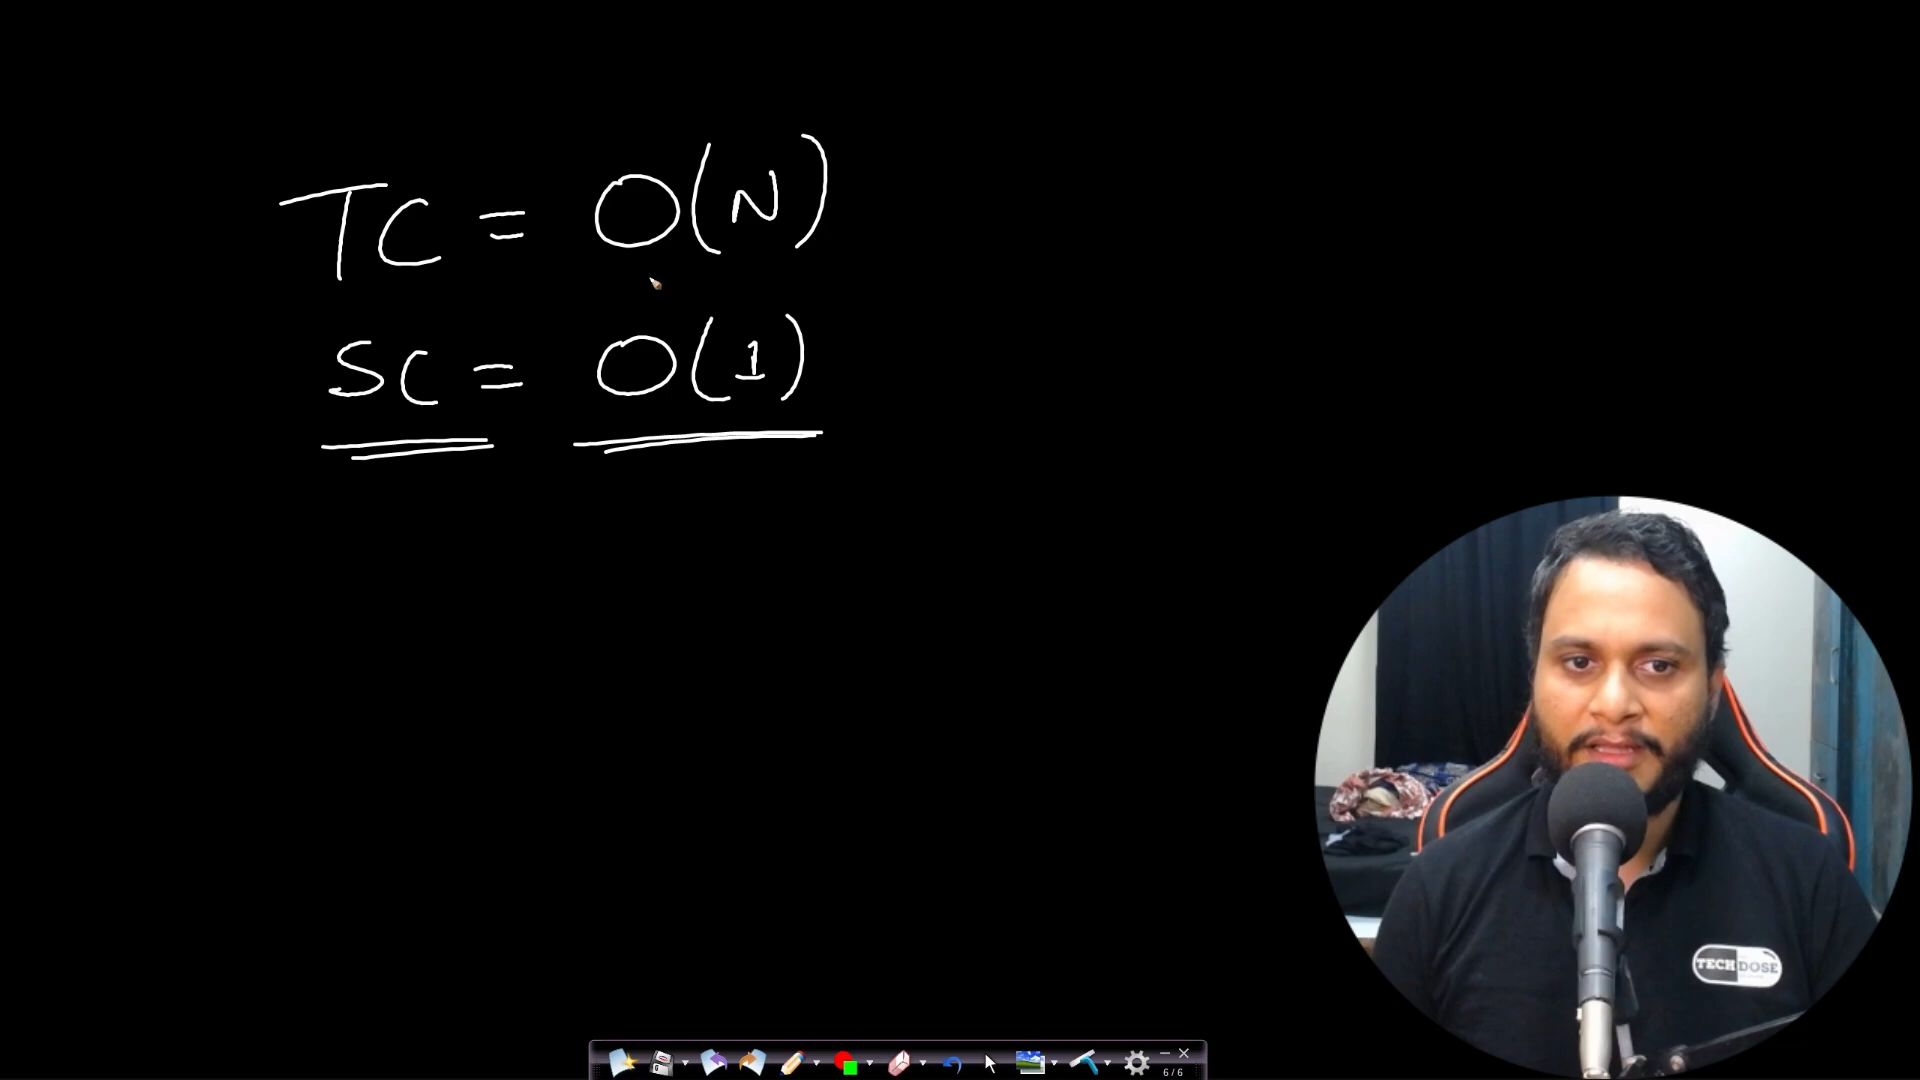 TC = O(N)
SC = O(1)
TECH DOSE
6/6